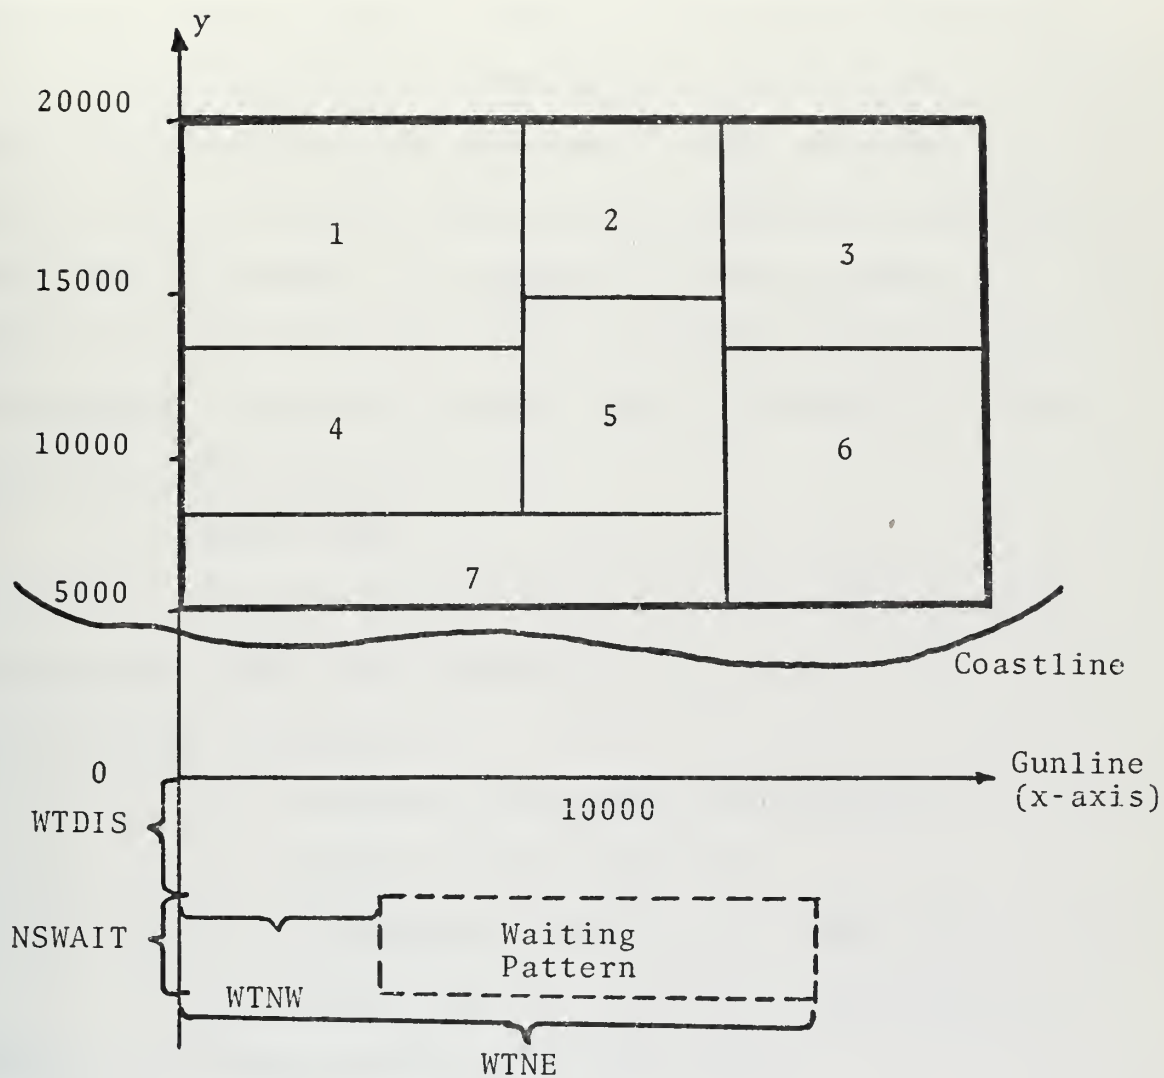 y
20000
1
2
3
15000
4
5
6
10000
7
5000
Coastline
0
Gunline
(x-axis)
10000
WTDIS
NSWAIT
Waiting
Pattern
WTNW
WTNE